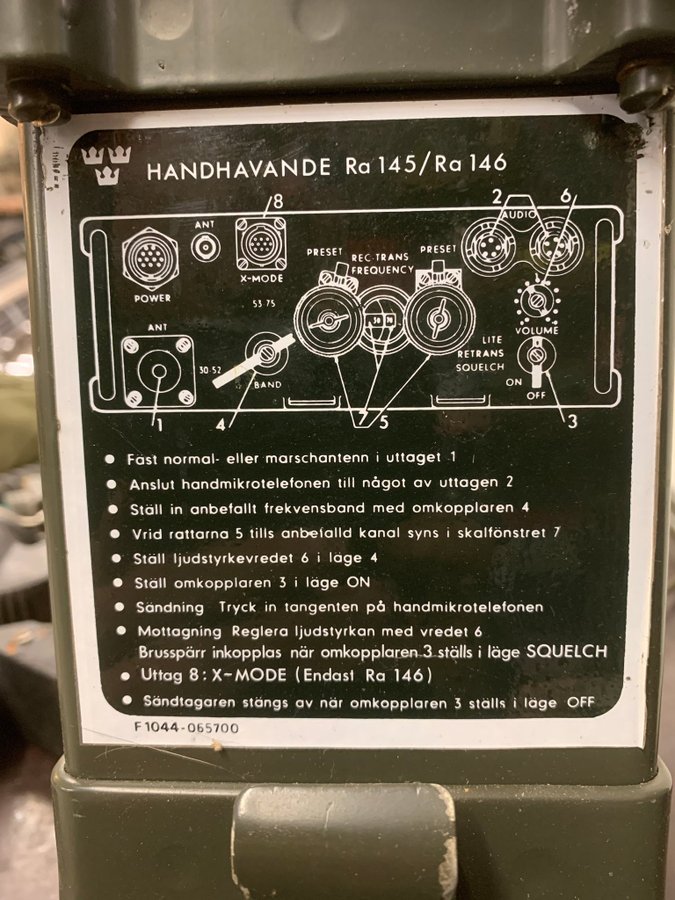 HANDHAVANDE Ra 145/Ra 146
8
2
6
ANT
AUDIO
PRESET
REC-TRANS
FREQUENCY
PRESET
POWER
X-MODE
53 75
VOLUME
ANT
30-52
BAND
30
LITE
RETRANS
SQUELCH
ON
OFF
1
4
7
5
3
• Fäst normal- eller marschantenn i uttaget 1
• Anslut handmikrotelefonen till något av uttagen 2
• Ställ in anbefallt frekvensband med omkopplaren 4
• Vrid rattarna 5 tills anbefalld kanal syns i skalfönstret 7
• Ställ ljudstyrkevredet 6 i läge 4
• Ställ omkopplaren 3 i läge ON
• Sändning Tryck in tangenten på handmikrotelefonen
• Mottagning Reglera ljudstyrkan med vredet 6
Brusspärr inkopplas när omkopplaren 3 ställs i läge SQUELCH
• Uttag 8: X-MODE (Endast Ra 146)
• Sändtagaren stängs av när omkopplaren 3 ställs i läge OFF
F1044-065700